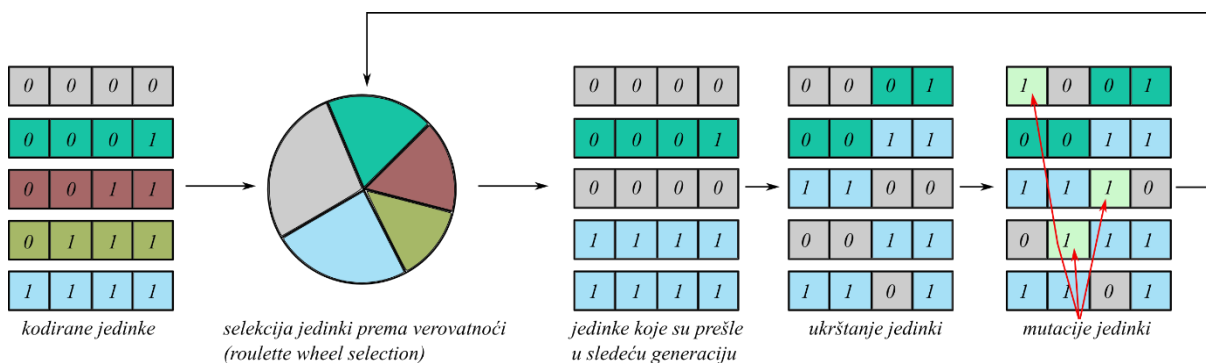 0 0 0 0
0 0 0 1
0 0 1 1
0 1 1 1
1 1 1 1
kodirane jedinke
selekcija jedinki prema verovatnoći
(roulette wheel selection)
0 0 0 0
0 0 0 1
0 0 0 0
1 1 1 1
1 1 1 1
jedinke koje su prešle
u sledeću generaciju
0 0 0 1
0 0 1 1
1 1 0 0
0 0 1 1
1 1 0 1
ukrštanje jedinki
1 0 0 1
0 0 1 1
1 1 1 0
0 1 1 1
1 1 0 1
mutacije jedinki